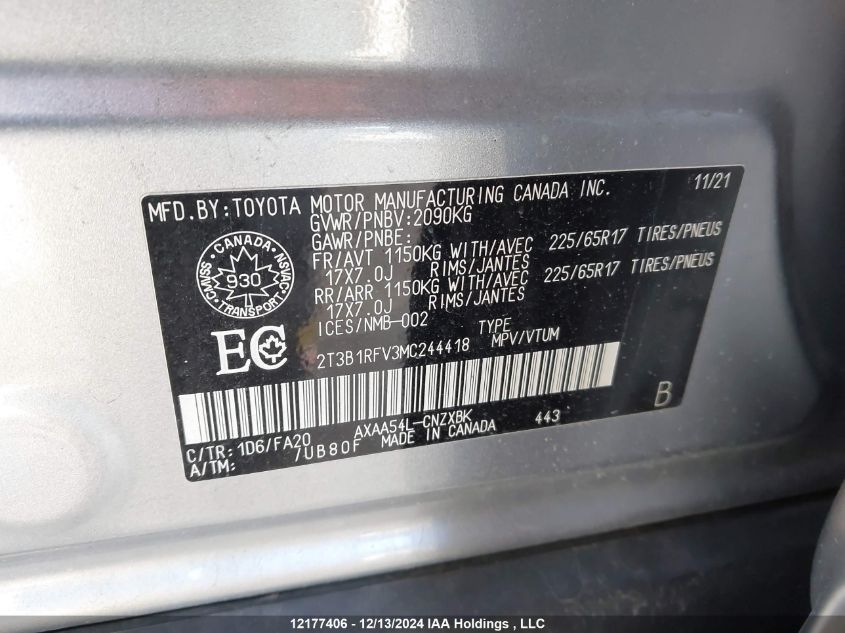 MFD.BY:TOYOTA MOTOR MANUFACTURING CANADA INC. 11/21
GVWR/PNBV:2090KG
GAWR/PNBE:
FR/AVT 1150KG WITH/AVEC 225/65R17 TIRES/PNEUS
17X7.0J RIMS/JANTES
RR/ARR 1150KG WITH/AVEC 225/65R17 TIRES/PNEUS
17X7.0J RIMS/JANTES
ICES/NMB-002 TYPE
2T3B1RFV3MC244418 MPV/VTUM
CANADA
CMVSS 930 NSVAC
TRANSPORT
EC
B
AXAA54L-CNZXBK 443
C/TR: 1D6/FA20 MADE IN CANADA
A/TM: /UB80F
12177406 - 12/13/2024 IAA Holdings , LLC